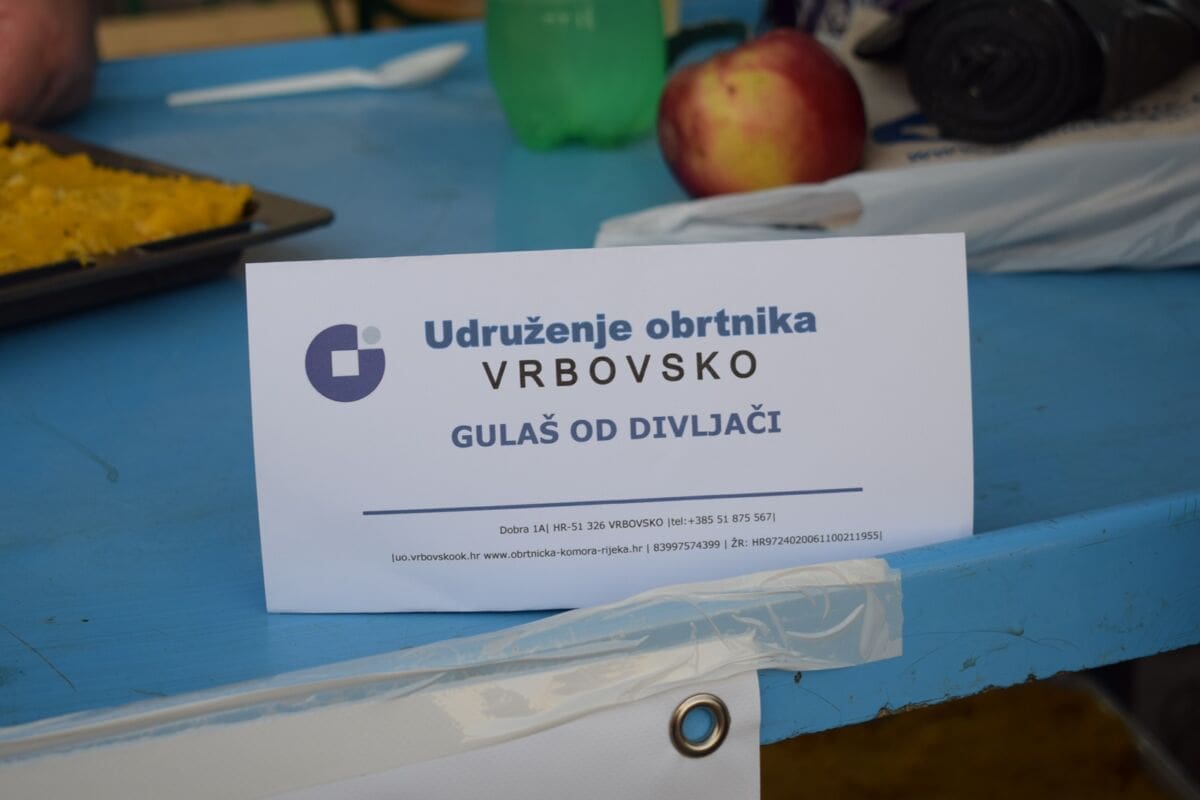 Udruženje obrtnika
VRBOVSKO
GULAŠ OD DIVLJAČI
Dobra 1A| HR-51 326 VRBOVSKO |tel:+385 51 875 567|
|uo.vrbovskook.hr www.obrtnicka-komora-rijeka.hr | 83997574399 | ŽR: HR9724020061100211955|